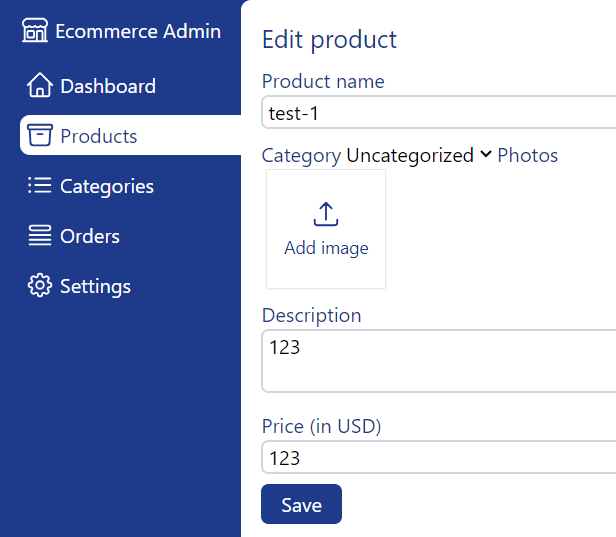 Ecommerce Admin
Dashboard
Products
Categories
Orders
Settings
Edit product
Product name
test-1
Category Uncategorized Photos
Add image
Description
123
Price (in USD)
123
Save